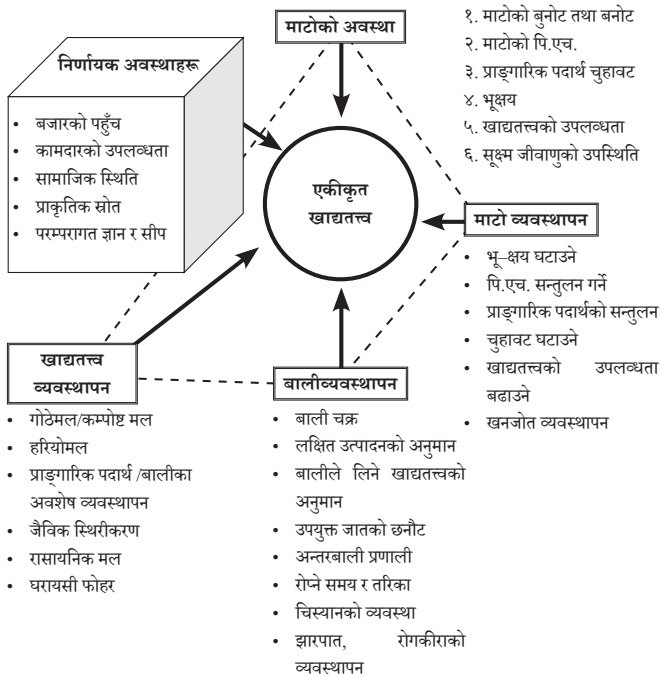 माटोको अवस्था
१. माटोको बुनोट तथा बनोट
२. माटोको पि.एच.
३. प्राङ्गारिक पदार्थ चुहावट
४. भूक्षय
५. खाद्यतत्त्वको उपलव्धता
६. सूक्ष्म जीवाणुको उपस्थिति
निर्णायक अवस्थाहरू
• बजारको पहुँच
• कामदारको उपलव्धता
• सामाजिक स्थिति
• प्राकृतिक स्रोत
• परम्परागत ज्ञान र सीप
एकीकृत
खाद्यतत्त्व
माटो व्यवस्थापन
• भू–क्षय घटाउने
• पि.एच. सन्तुलन गर्ने
• प्राङ्गारिक पदार्थको सन्तुलन
• चुहावट घटाउने
• खाद्यतत्त्वको उपलव्धता
बढाउने
• खनजोत व्यवस्थापन
खाद्यतत्त्व
व्यवस्थापन
• गोठेमल/कम्पोष्ट मल
• हरियोमल
• प्राङ्गारिक पदार्थ /बालीका
अवशेष व्यवस्थापन
• जैविक स्थिरीकरण
• रासायनिक मल
• घरायसी फोहर
बालीव्यवस्थापन
• बाली चक्र
• लक्षित उत्पादनको अनुमान
• बालीले लिने खाद्यतत्त्वको
अनुमान
• उपयुक्त जातको छनौट
• अन्तरबाली प्रणाली
• रोप्ने समय र तरिका
• चिस्यानको व्यवस्था
• झारपात, रोगकीराको
व्यवस्थापन